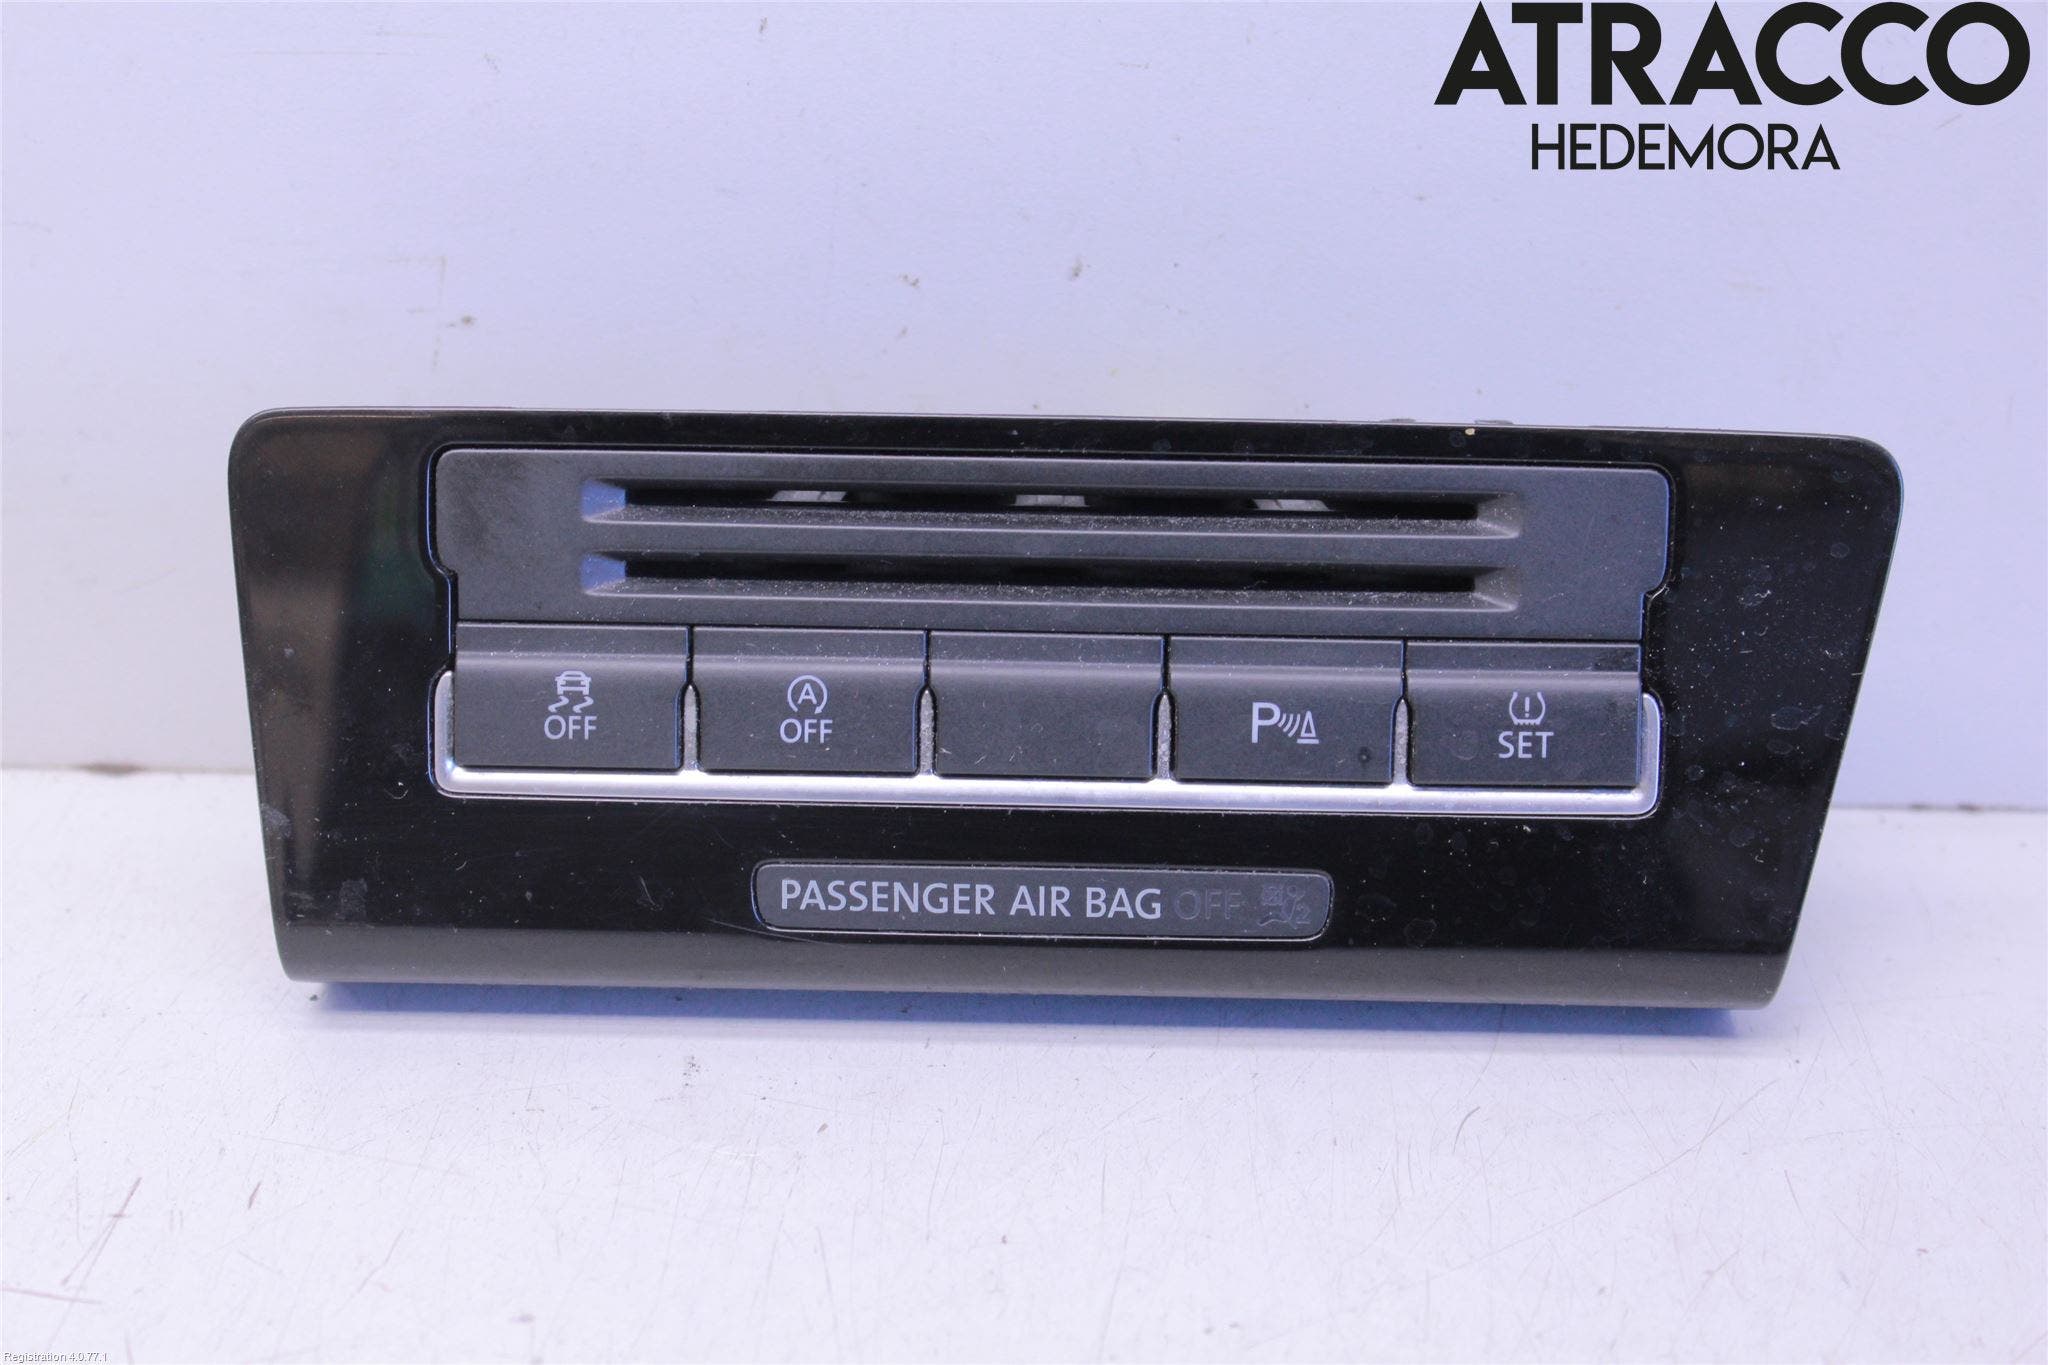 ATRACCO
HEDEMORA
OFF
A
OFF
P
SET
PASSENGER AIR BAG OFF
Registration 4.0.77.1